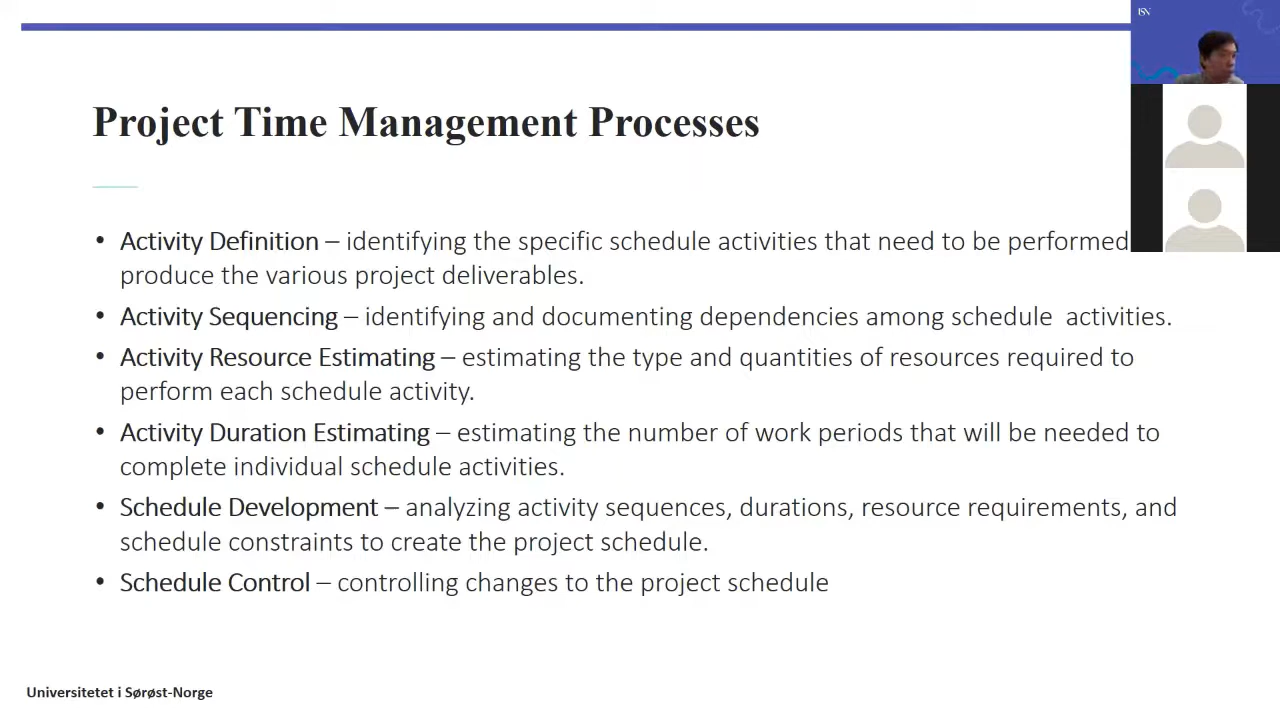 Project Time Management Processes
• Activity Definition – identifying the specific schedule activities that need to be performed
produce the various project deliverables.
• Activity Sequencing – identifying and documenting dependencies among schedule activities.
• Activity Resource Estimating – estimating the type and quantities of resources required to
perform each schedule activity.
• Activity Duration Estimating – estimating the number of work periods that will be needed to
complete individual schedule activities.
• Schedule Development – analyzing activity sequences, durations, resource requirements, and
schedule constraints to create the project schedule.
• Schedule Control – controlling changes to the project schedule
Universitetet i Sørøst-Norge